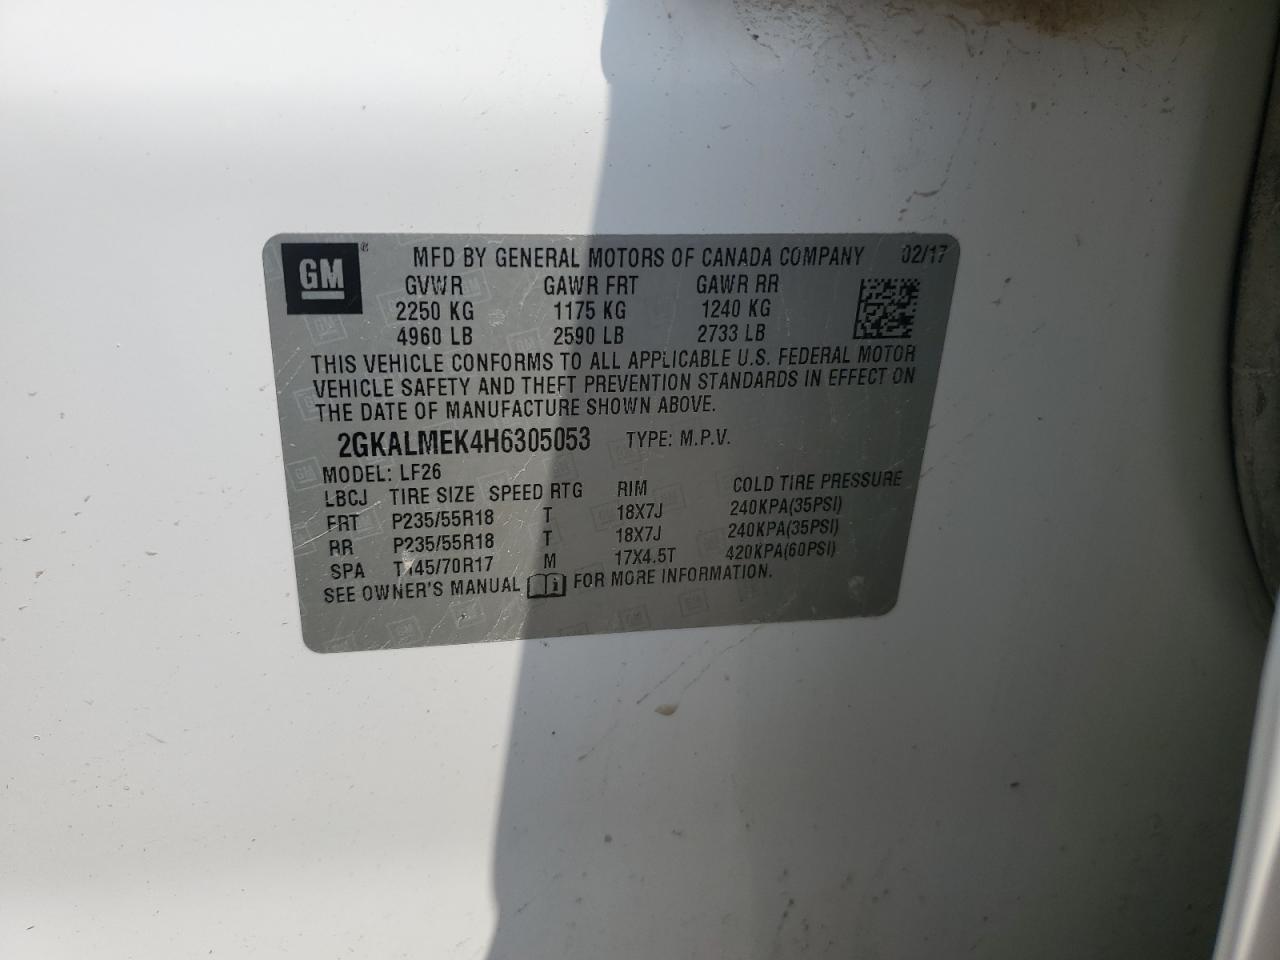 GM ® MFD BY GENERAL MOTORS OF CANADA COMPANY 02/17
GVWR GAWR FRT GAWR RR
2250 KG 1175 KG 1240 KG
4960 LB 2590 LB 2733 LB
THIS VEHICLE CONFORMS TO ALL APPLICABLE U.S. FEDERAL MOTOR
VEHICLE SAFETY AND THEFT PREVENTION STANDARDS IN EFFECT ON
THE DATE OF MANUFACTURE SHOWN ABOVE.
2GKALMEK4H6305053 TYPE: M.P.V.
MODEL: LF26
LBCJ TIRE SIZE SPEED RTG RIM COLD TIRE PRESSURE
FRT P235/55R18 T 18X7J 240KPA(35PSI)
RR P235/55R18 T 18X7J 240KPA(35PSI)
SPA T145/70R17 M 17X4.5T 420KPA(60PSI)
SEE OWNER'S MANUAL FOR MORE INFORMATION.